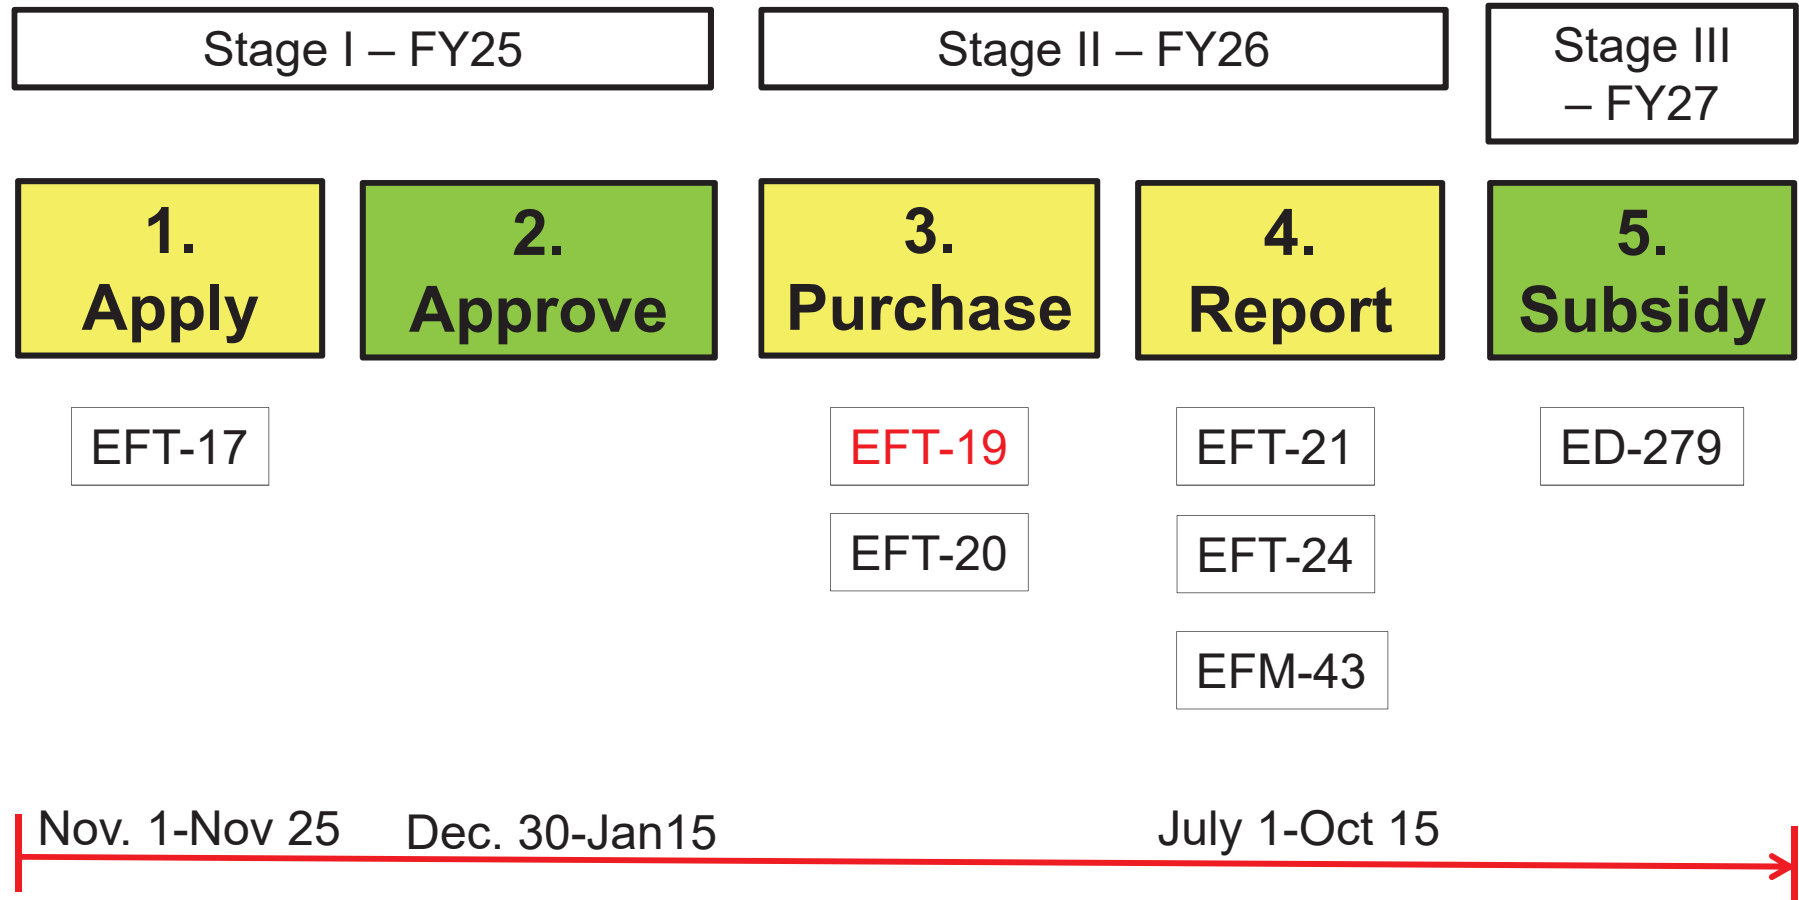 Stage I – FY25
Stage II – FY26
Stage III
– FY27
1.
Apply
2.
Approve
3.
Purchase
4.
Report
5.
Subsidy
EFT-17
EFT-19
EFT-20
EFT-21
EFT-24
EFM-43
ED-279
Nov. 1-Nov 25
Dec. 30-Jan15
July 1-Oct 15